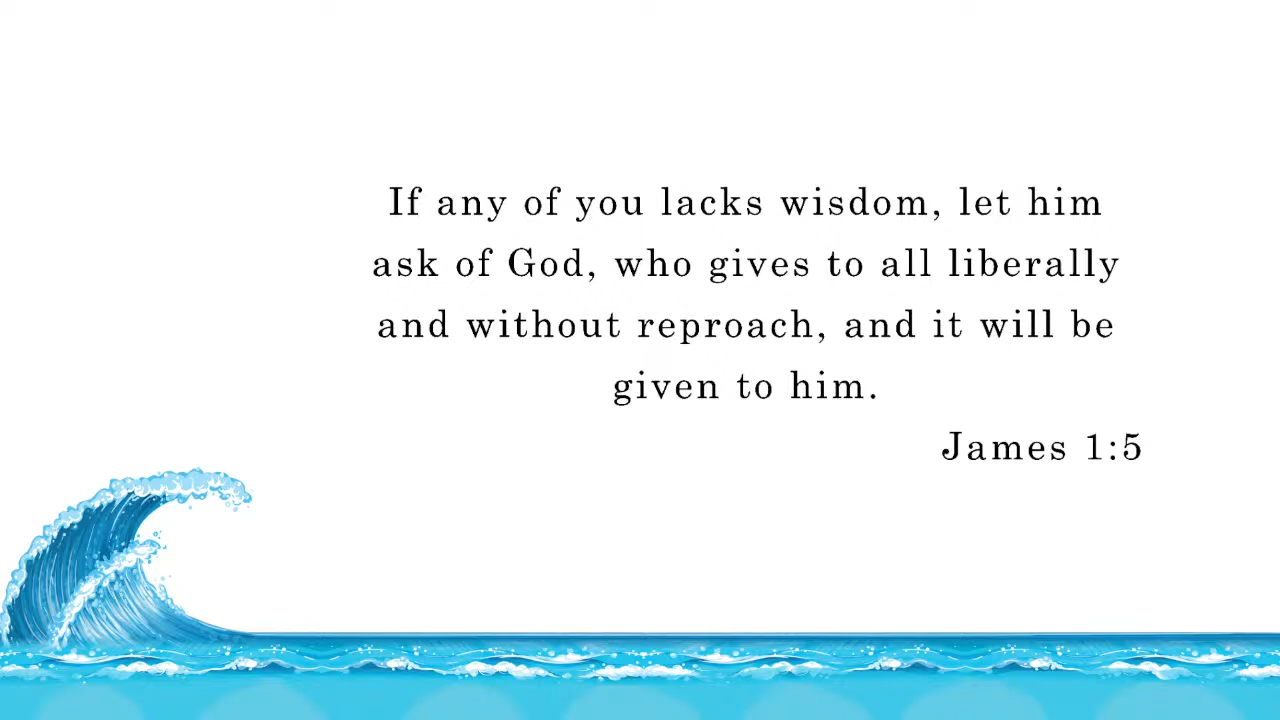 If any of you lacks wisdom, let him
ask of God, who gives to all liberally
and without reproach, and it will be
given to him.
James 1:5